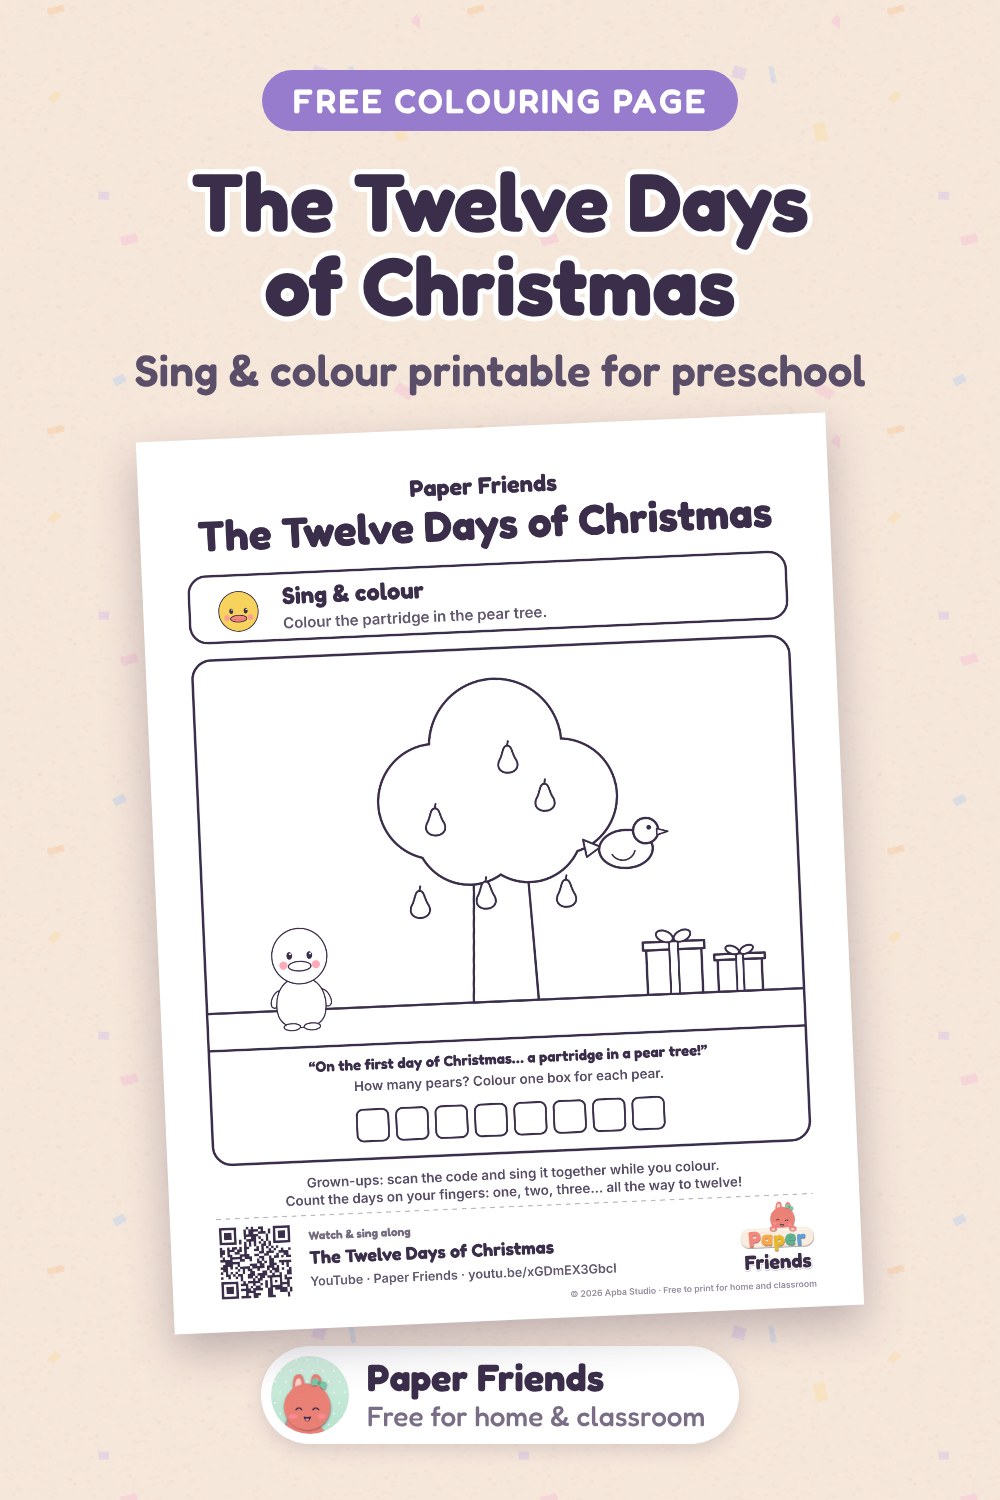 FREE COLOURING PAGE
The Twelve Days
of Christmas
Sing & colour printable for preschool
Paper Friends
The Twelve Days of Christmas
Sing & colour
Colour the partridge in the pear tree.
“On the first day of Christmas... a partridge in a pear tree!”
How many pears? Colour one box for each pear.
Grown-ups: scan the code and sing it together while you colour.
Count the days on your fingers: one, two, three... all the way to twelve!
Watch & sing along
The Twelve Days of Christmas
YouTube · Paper Friends · youtu.be/xGDmEX3Gbcl
Paper
Friends
© 2026 Apba Studio · Free to print for home and classroom
Paper Friends
Free for home & classroom